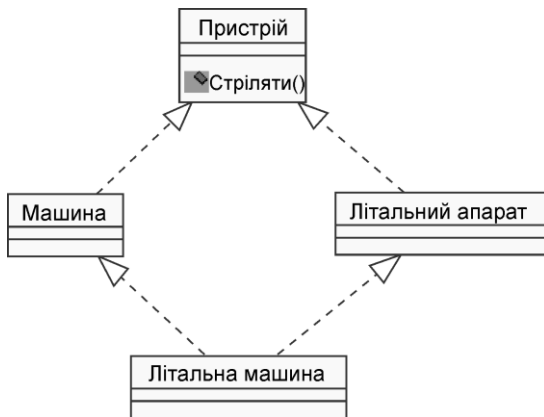 Пристрій
Стріляти()
Машина
Літальний апарат
Літальна машина